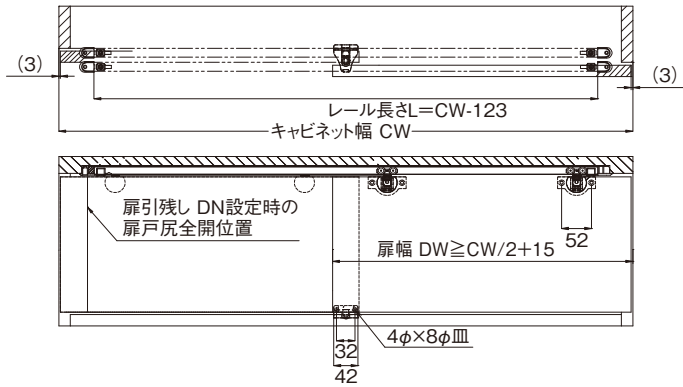 (3)
(3)
レール長さL=CW-123
キャビネット幅 CW
扉引残し DN設定時の
扉戸尻全開位置
扉幅 DW≧CW/2+15
52
4φ×8φ皿
32
42